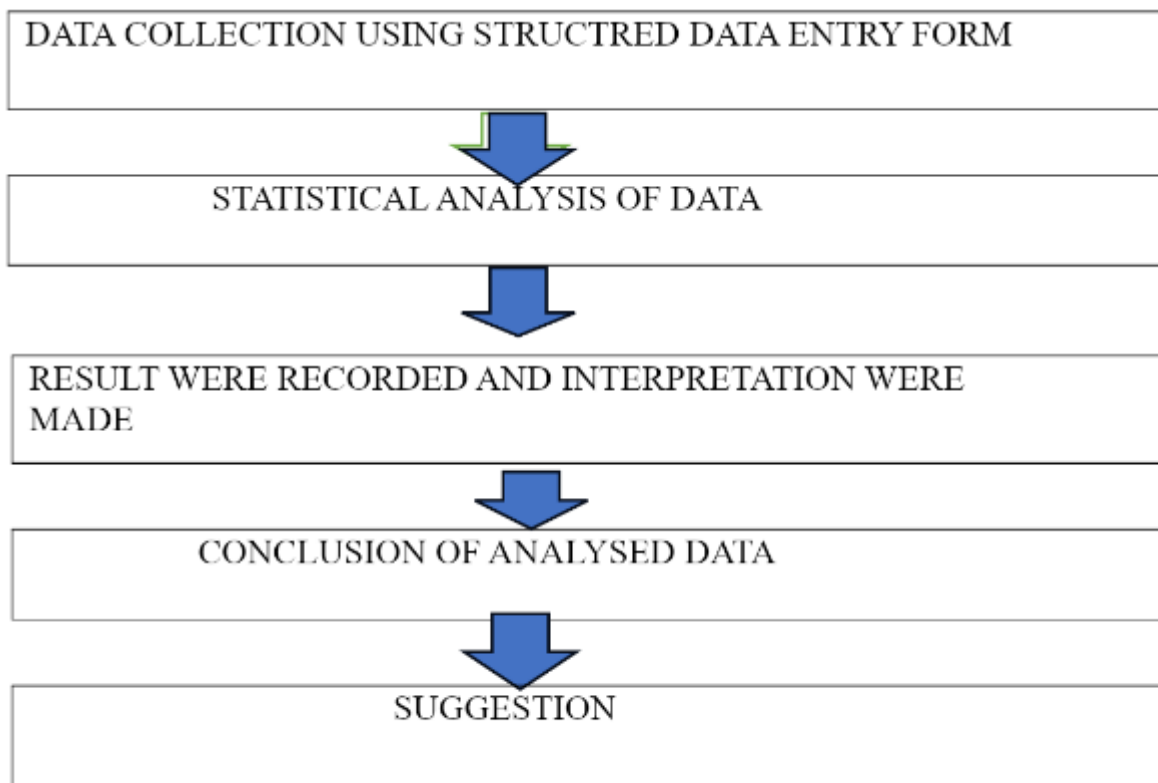 DATA COLLECTION USING STRUCTRED DATA ENTRY FORM
STATISTICAL ANALYSIS OF DATA
RESULT WERE RECORDED AND INTERPRETATION WERE
MADE
CONCLUSION OF ANALYSED DATA
SUGGESTION